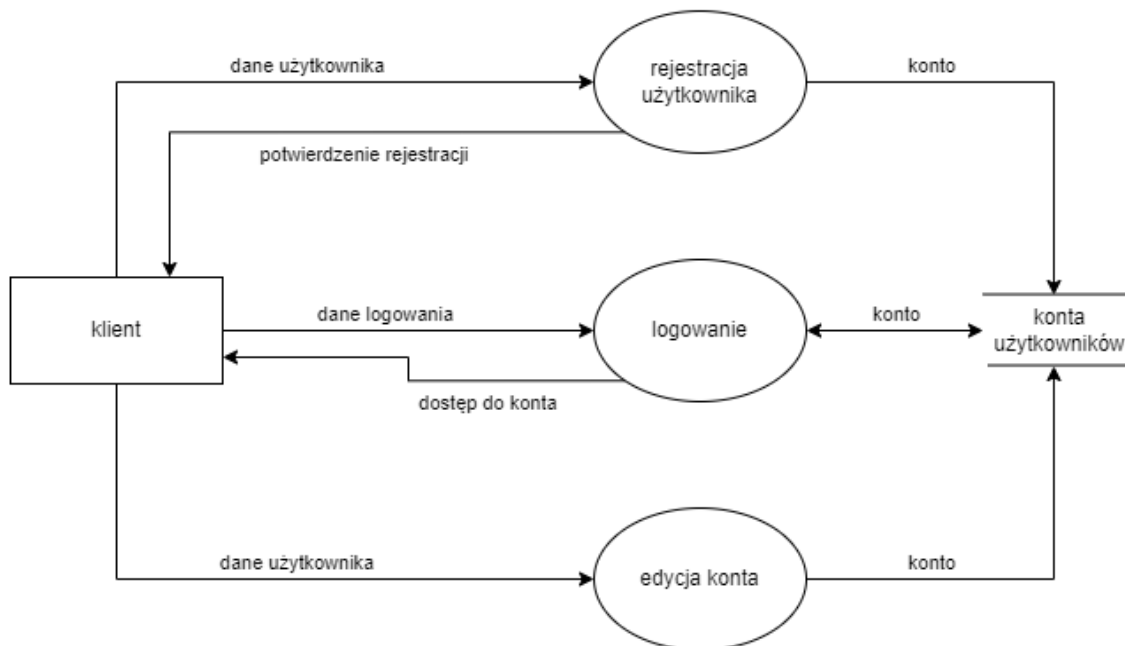 dane użytkownika
rejestracja
użytkownika
konto
potwierdzenie rejestracji
klient
dane logowania
logowanie
konto
konta
użytkowników
dostęp do konta
dane użytkownika
edycja konta
konto